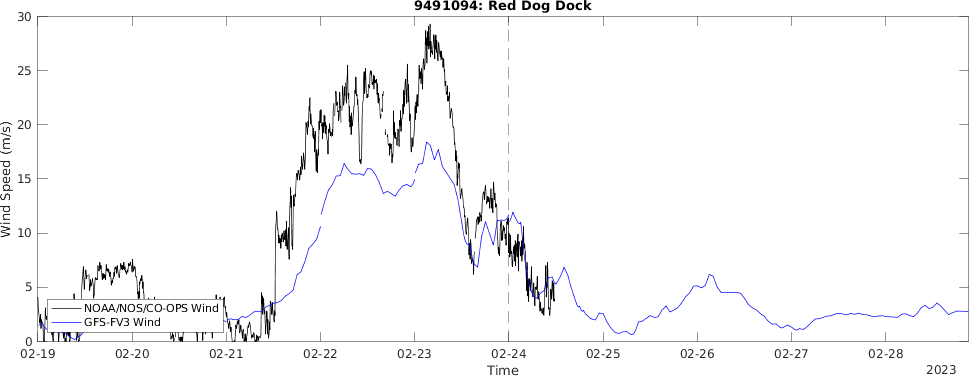 9491094: Red Dog Dock
30
25
20
15
10
5
0
Wind Speed (m/s)
NOAA/NOS/CO-OPS Wind
GFS-FV3 Wind
02-19 02-20 02-21 02-22 02-23 02-24 02-25 02-26 02-27 02-28
Time
2023